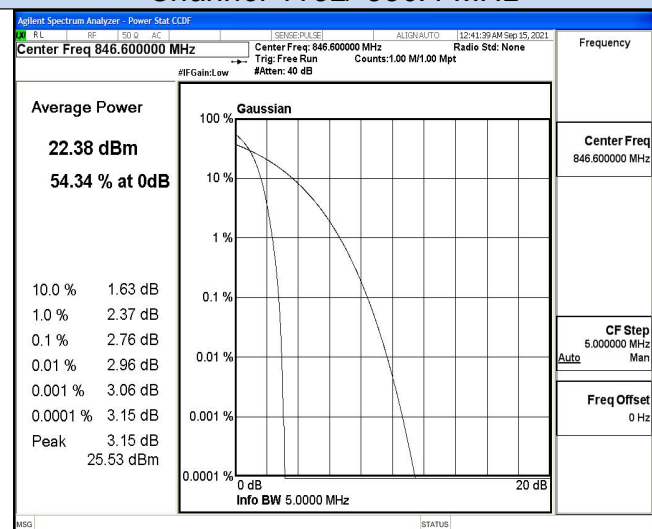 Agilent Spectrum Analyzer - Power Stat CCDF
LXI RL RF 50 Ω AC SENSE:PULSE ALIGN AUTO 12:41:39 AM Sep 15, 2021
Center Freq 846.600000 MHz
Center Freq: 846.600000 MHz Radio Std: None
Trig: Free Run Counts:1.00 M/1.00 Mpt
#IFGain:Low #Atten: 40 dB
Frequency
Average Power
22.38 dBm
54.34 % at 0dB
10.0 % 1.63 dB
1.0 % 2.37 dB
0.1 % 2.76 dB
0.01 % 2.96 dB
0.001 % 3.06 dB
0.0001 % 3.15 dB
Peak 3.15 dB
25.53 dBm
Gaussian
100 %
10 %
1 %
0.1 %
0.01 %
0.001 %
0.0001 %
0 dB 20 dB
Info BW 5.0000 MHz
Center Freq
846.600000 MHz
CF Step
5.000000 MHz
Auto Man
Freq Offset
0 Hz
MSG STATUS